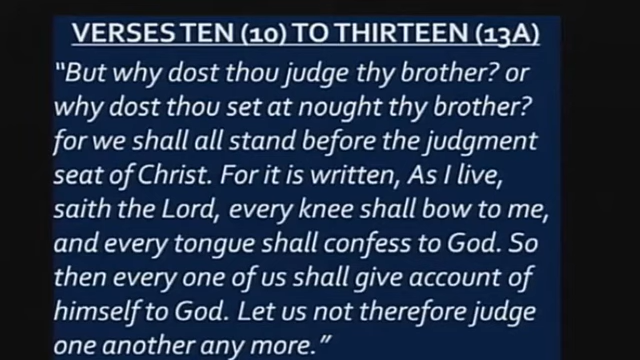 VERSES TEN (10) TO THIRTEEN (13A)
"But why dost thou judge thy brother? or
why dost thou set at nought thy brother?
for we shall all stand before the judgment
seat of Christ. For it is written, As I live,
saith the Lord, every knee shall bow to me,
and every tongue shall confess to God. So
then every one of us shall give account of
himself to God. Let us not therefore judge
one another any more."